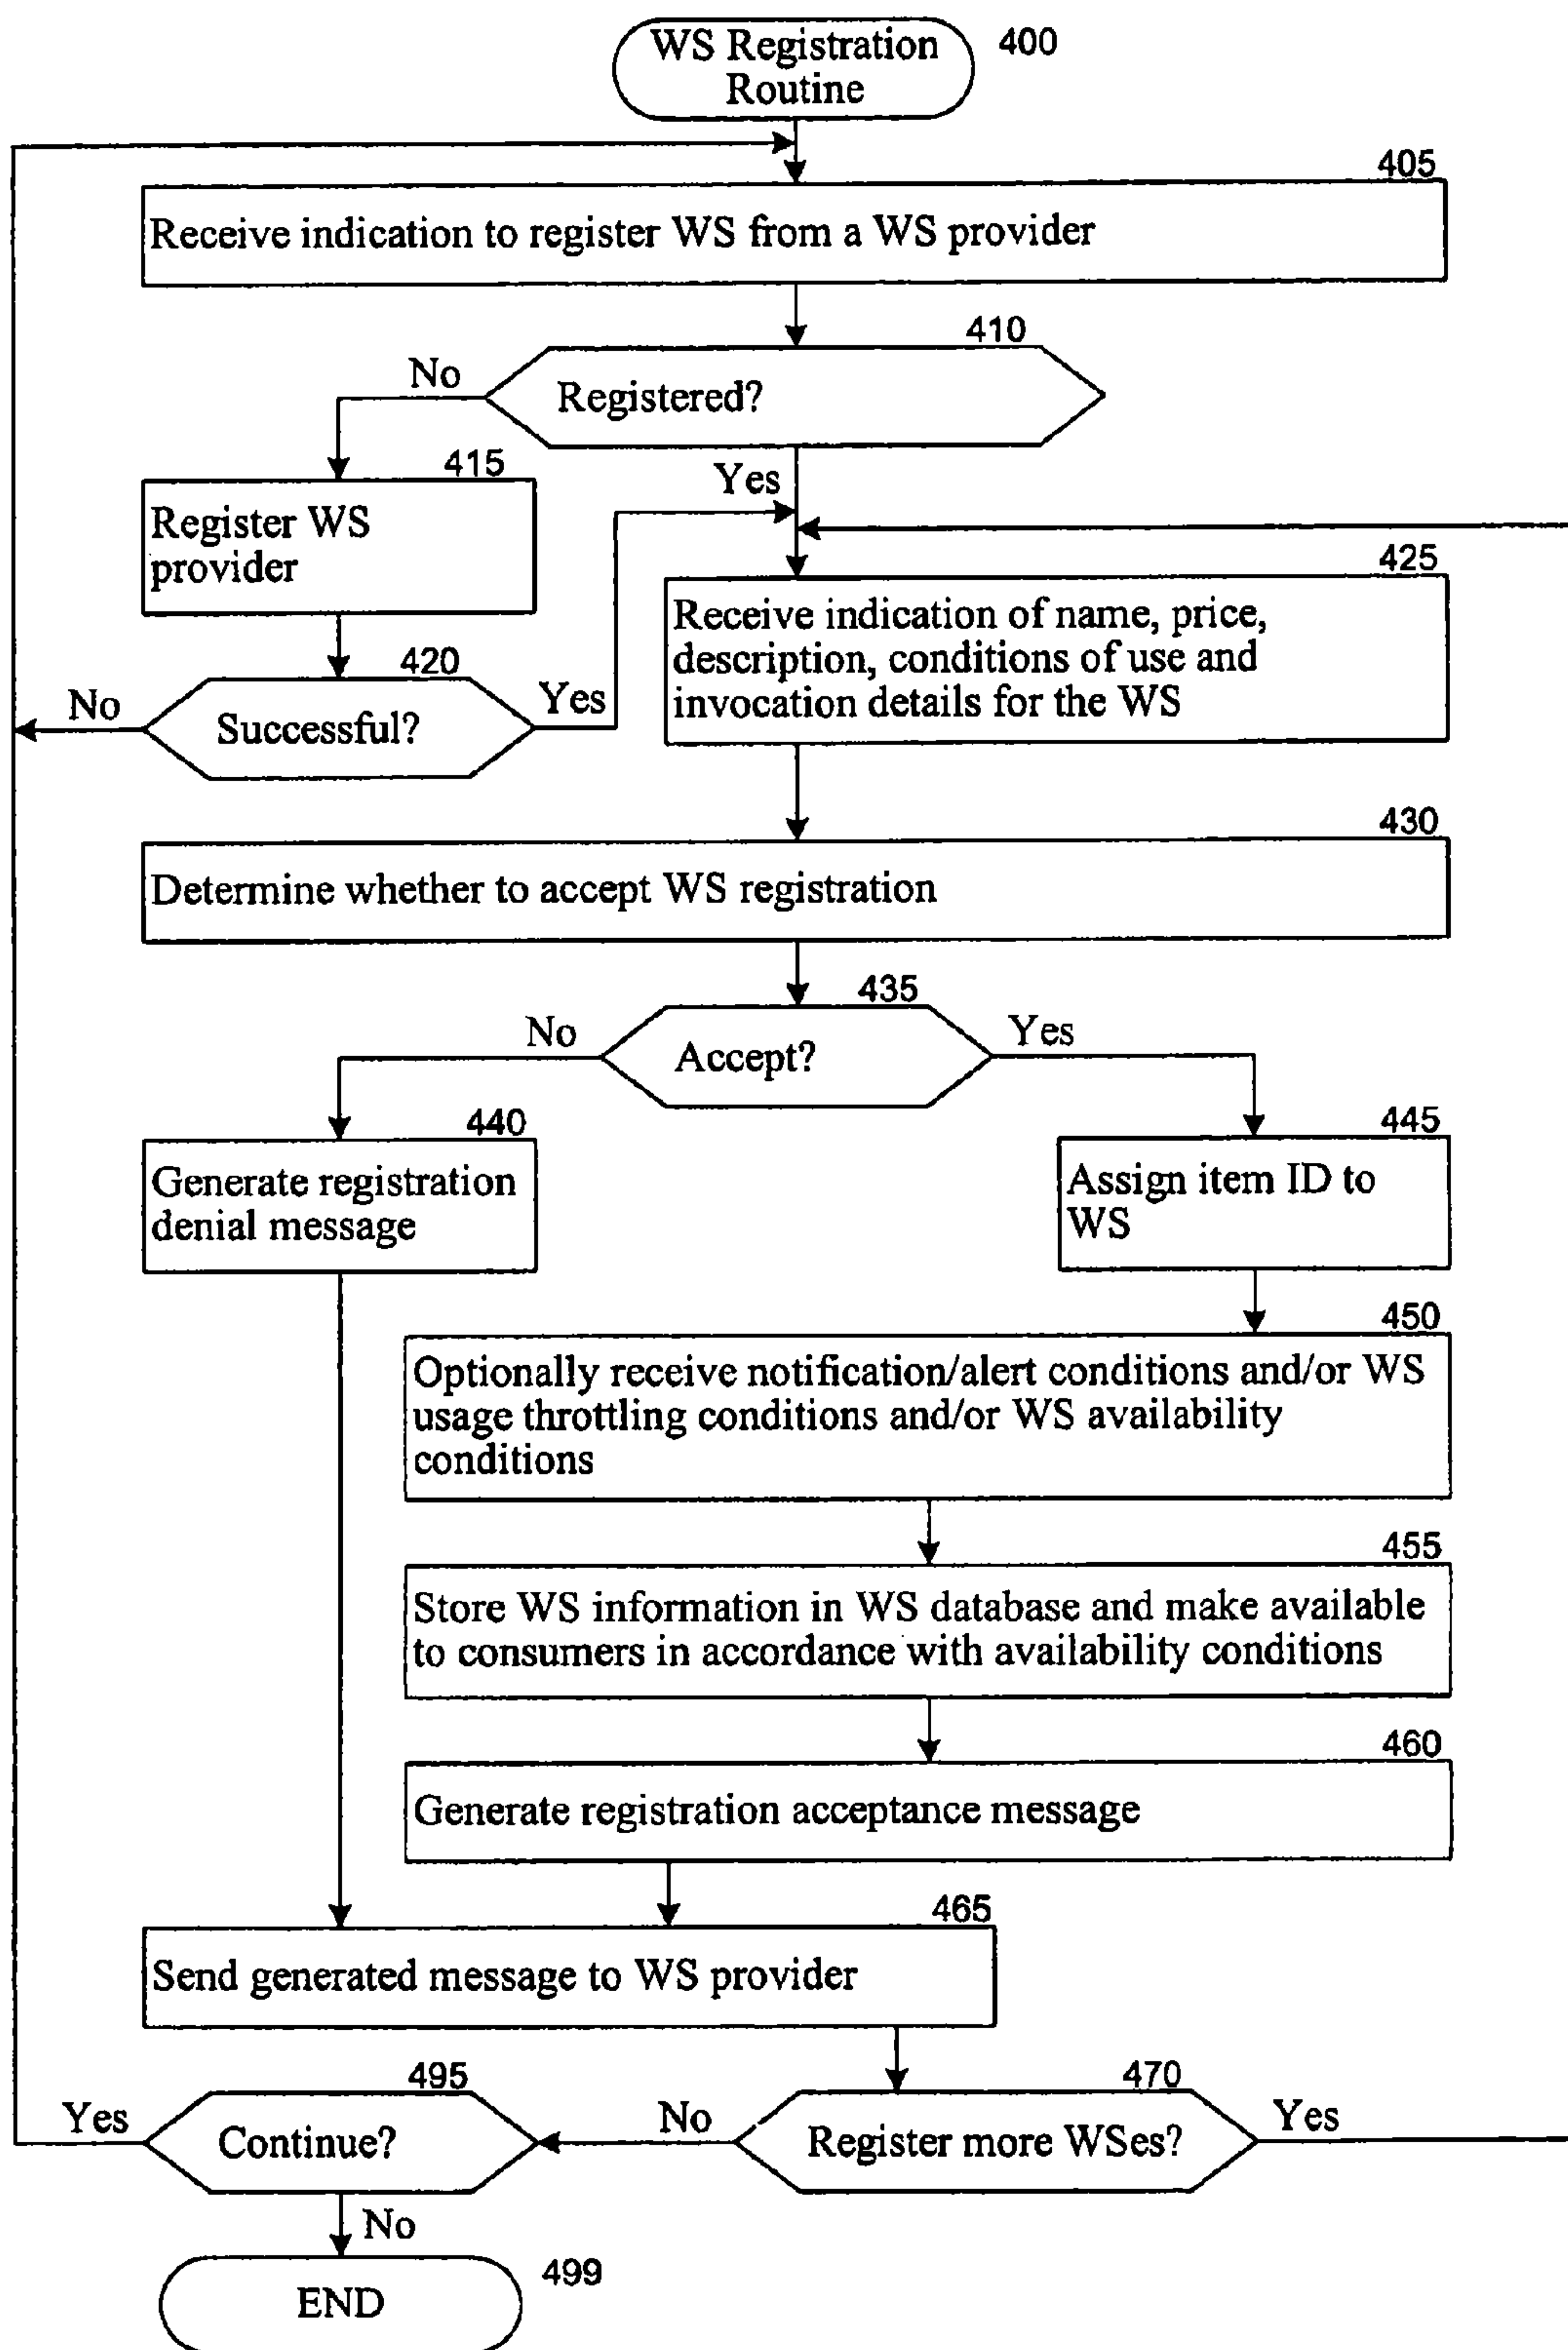 WS Registration
Routine
400
405
Receive indication to register WS from a WS provider
410
No
Registered?
415
Yes
Register WS
provider
425
Receive indication of name, price,
description, conditions of use and
invocation details for the WS
420
No
Successful?
Yes
430
Determine whether to accept WS registration
435
No
Accept?
Yes
440
Generate registration
denial message
445
Assign item ID to
WS
450
Optionally receive notification/alert conditions and/or WS
usage throttling conditions and/or WS availability
conditions
455
Store WS information in WS database and make available
to consumers in accordance with availability conditions
460
Generate registration acceptance message
465
Send generated message to WS provider
495
470
Yes
Continue?
No
Register more WSes?
Yes
No
END
499